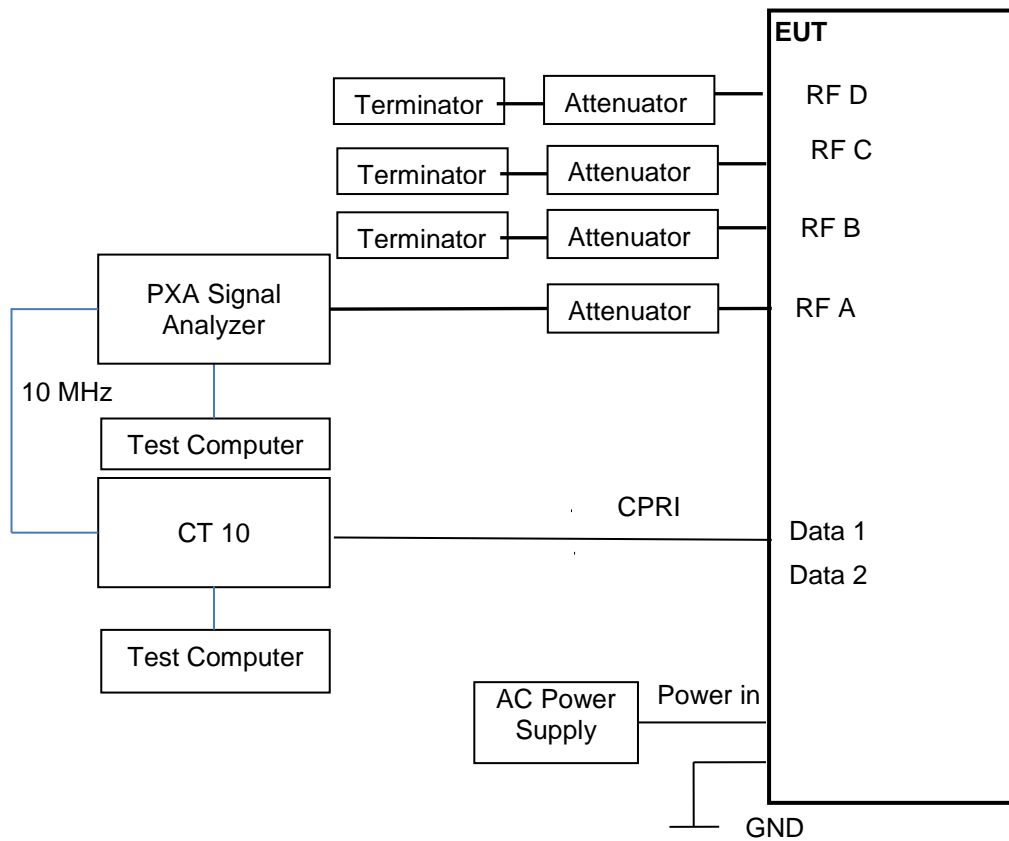 EUT
Terminator
Attenuator
RF D
Terminator
Attenuator
RF C
Terminator
Attenuator
RF B
PXA Signal
Analyzer
Attenuator
RF A
10 MHz
Test Computer
CT 10
CPRI
Data 1
Data 2
Test Computer
AC Power
Supply
Power in
GND